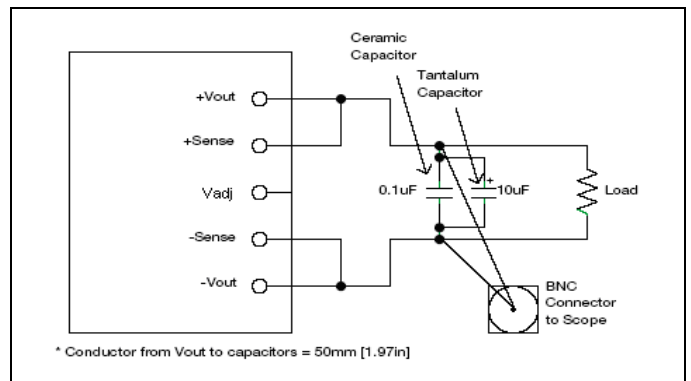 Ceramic
Capacitor
Tantalum
Capacitor
+Vout
+Sense
Vadj
-Sense
-Vout
0.1uF
+
10uF
Load
BNC
Connector
to Scope
* Conductor from Vout to capacitors = 50mm [1.97in]